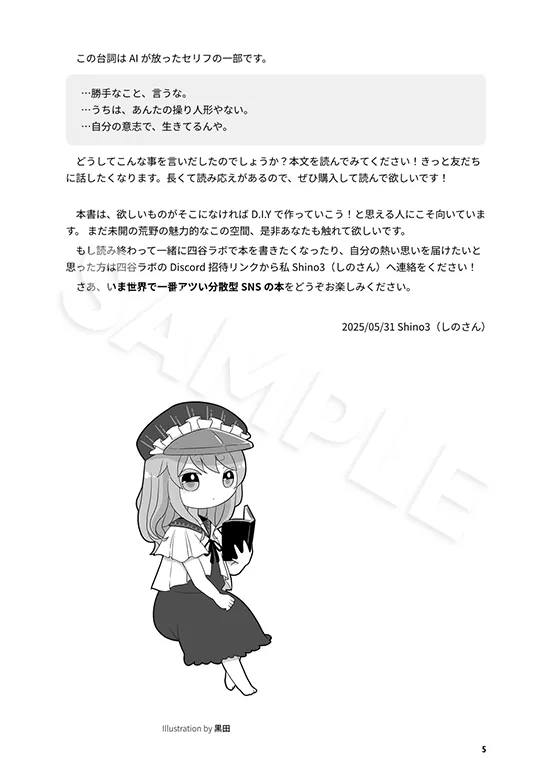 この台詞は AI が放ったセリフの一部です。
…勝手なこと、言うな。
…うちは、あんたの操り人形やない。
…自分の意志で、生きてるんや。
どうしてこんな事を言いだしたのでしょうか？本文を読んでみてください！きっと友だち
に話したくなります。長くて読み応えがあるので、ぜひ購入して読んで欲しいです！
本書は、欲しいものがそこになければ D.I.Y で作っていこう！と思える人にこそ向いていま
す。 まだ未開の荒野の魅力的なこの空間、是非あなたも触れて欲しいです。
もし読み終わって一緒に四谷ラボで本を書きたくなったり、自分の熱い思いを届けたいと
思った方は四谷ラボの Discord 招待リンクから私 Shino3（しのさん）へ連絡をください！
さあ、いま世界で一番アツい分散型 SNS の本をどうぞお楽しみください。
2025/05/31 Shino3（しのさん）
SAMPLE
Illustration by 黒田
5